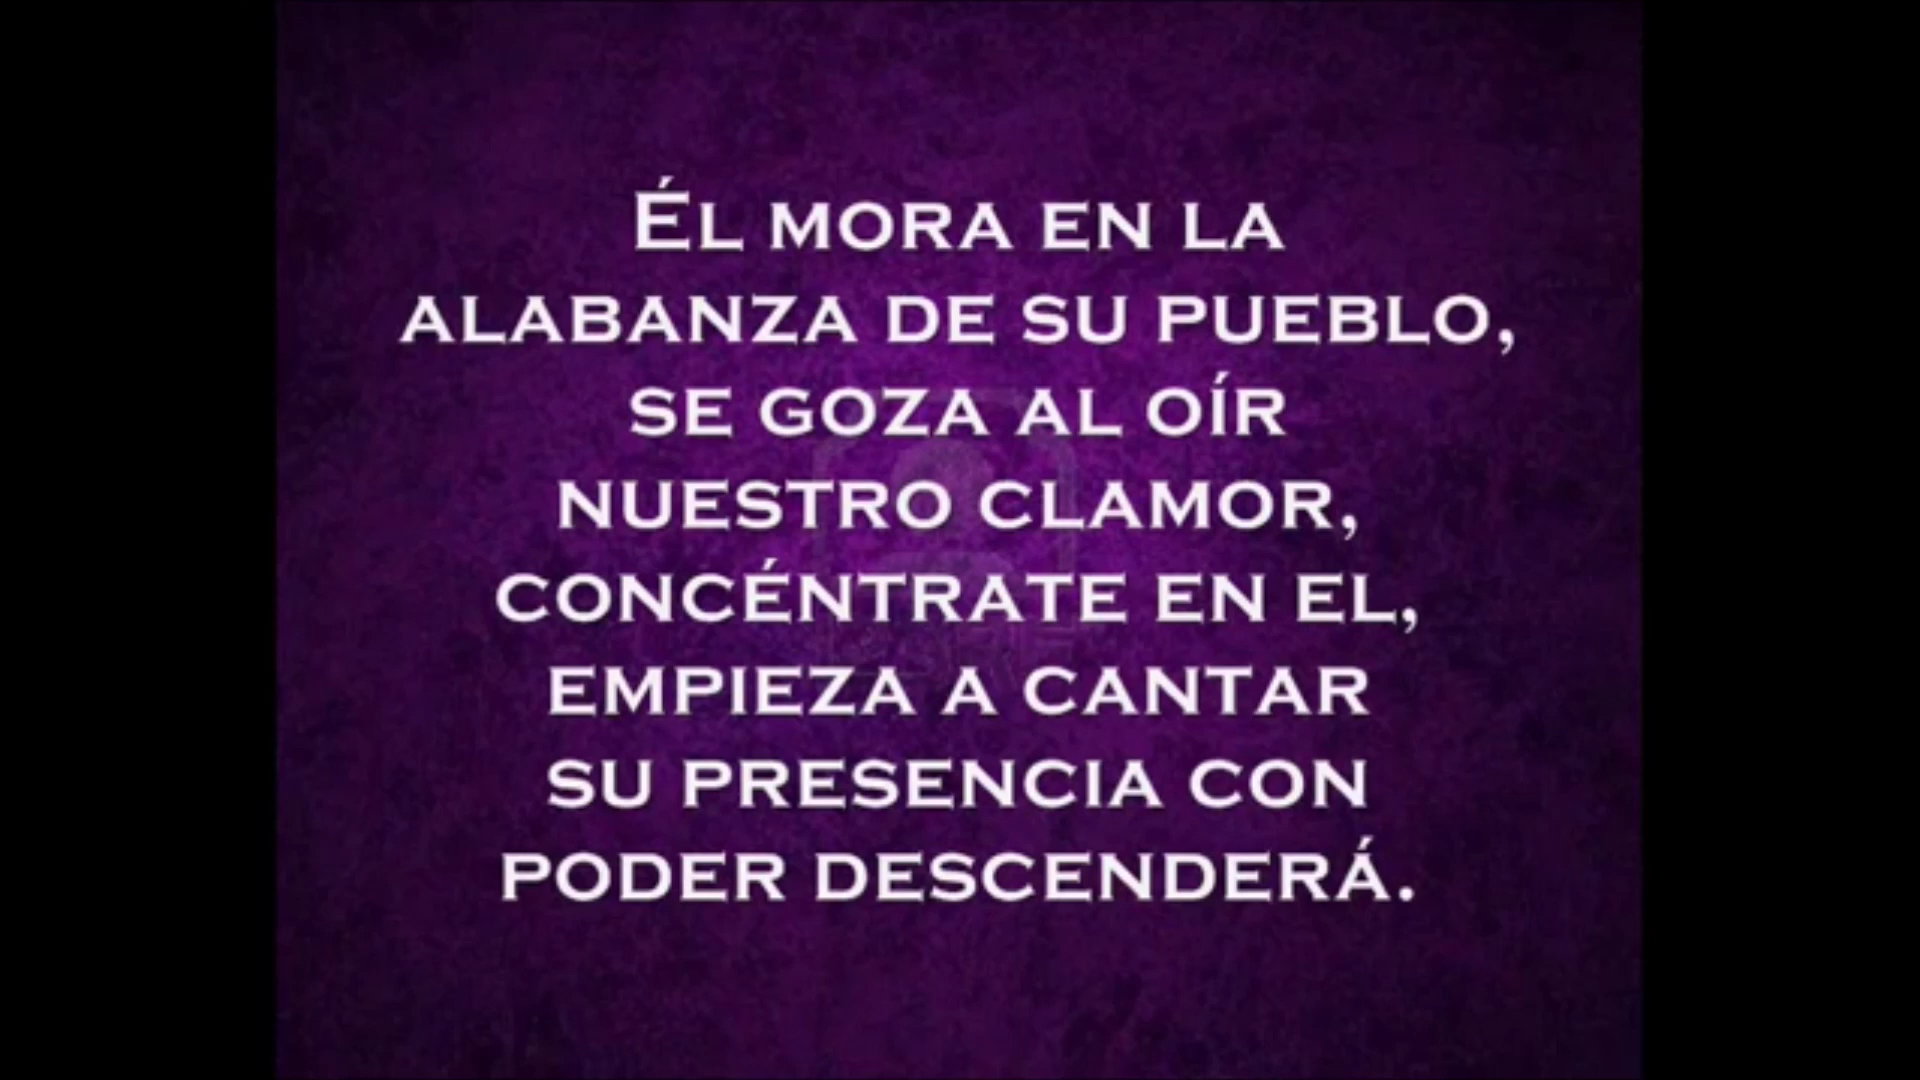 Él mora en la
alabanza de su pueblo,
se goza al oír
nuestro clamor,
concéntrate en el,
empieza a cantar
su presencia con
poder descenderá.